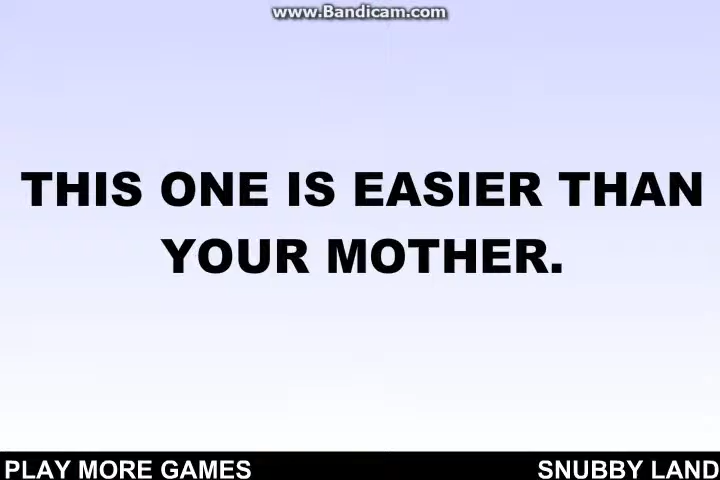 www.Bandicam.com
THIS ONE IS EASIER THAN
YOUR MOTHER.
PLAY MORE GAMES
SNUBBY LAND